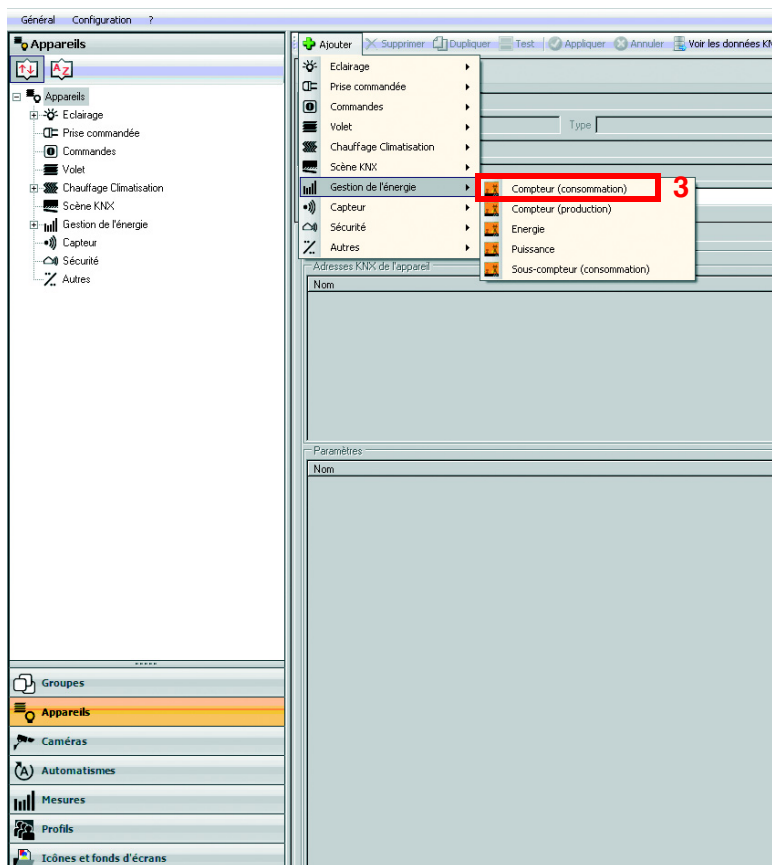 Général Configuration ?
Appareils
Appareils
Eclairage
Prise commandée
Commandes
Volet
Chauffage Climatisation
Scène KNX
Gestion de l'énergie
Capteur
Sécurité
Autres
Groupes
Appareils
Caméras
Automatismes
Mesures
Profils
Icônes et fonds d'écrans
Ajouter Supprimer Dupliquer Test Appliquer Annuler Voir les données KN
Eclairage
Prise commandée
Commandes
Volet
Chauffage Climatisation
Scène KNX
Gestion de l'énergie
Capteur
Sécurité
Autres
Type
Compteur (consommation) 3
Compteur (production)
Energie
Puissance
Sous-compteur (consommation)
Adresses KNX de l'appareil
Nom
Paramètres
Nom